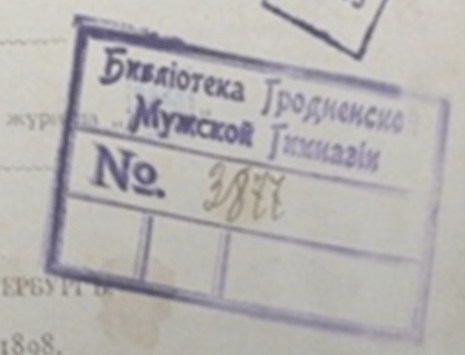 Библіотека Гродненско
Мужской Гимназіи
№ 3877
1898.